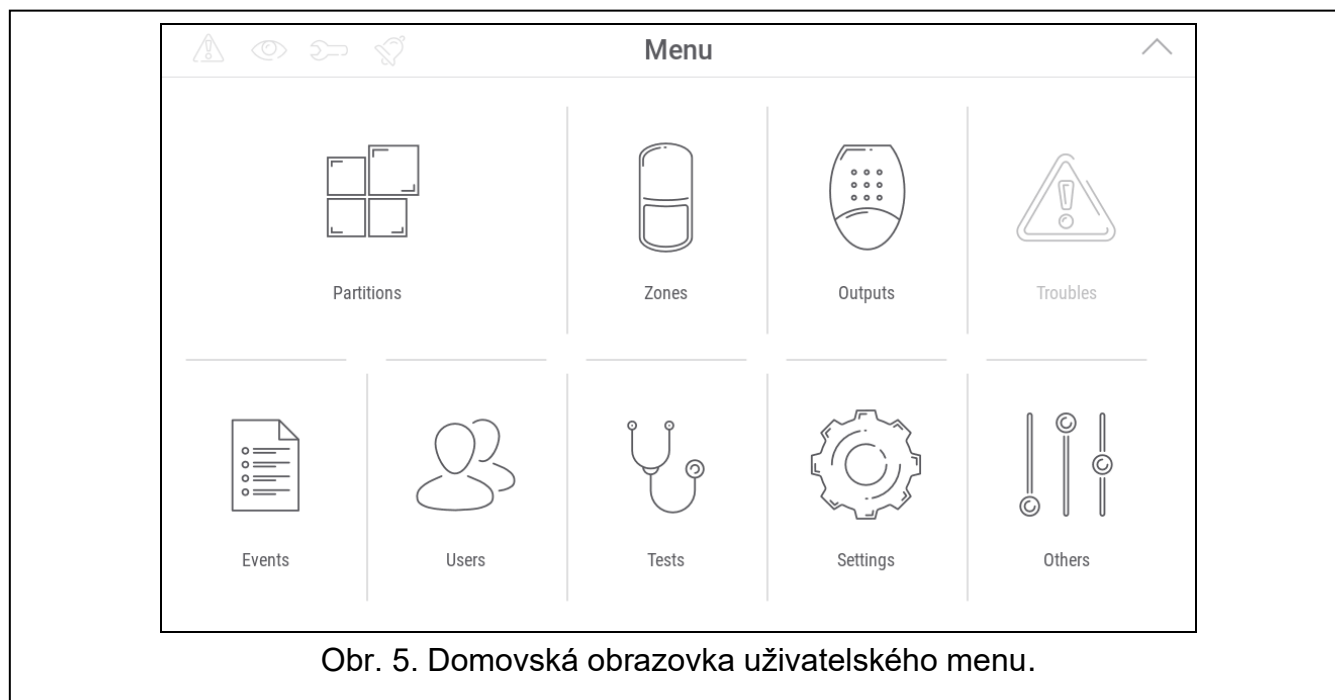 Menu
Partitions
Zones
Outputs
Troubles
Events
Users
Tests
Settings
Others
Obr. 5. Domovská obrazovka uživatelského menu.